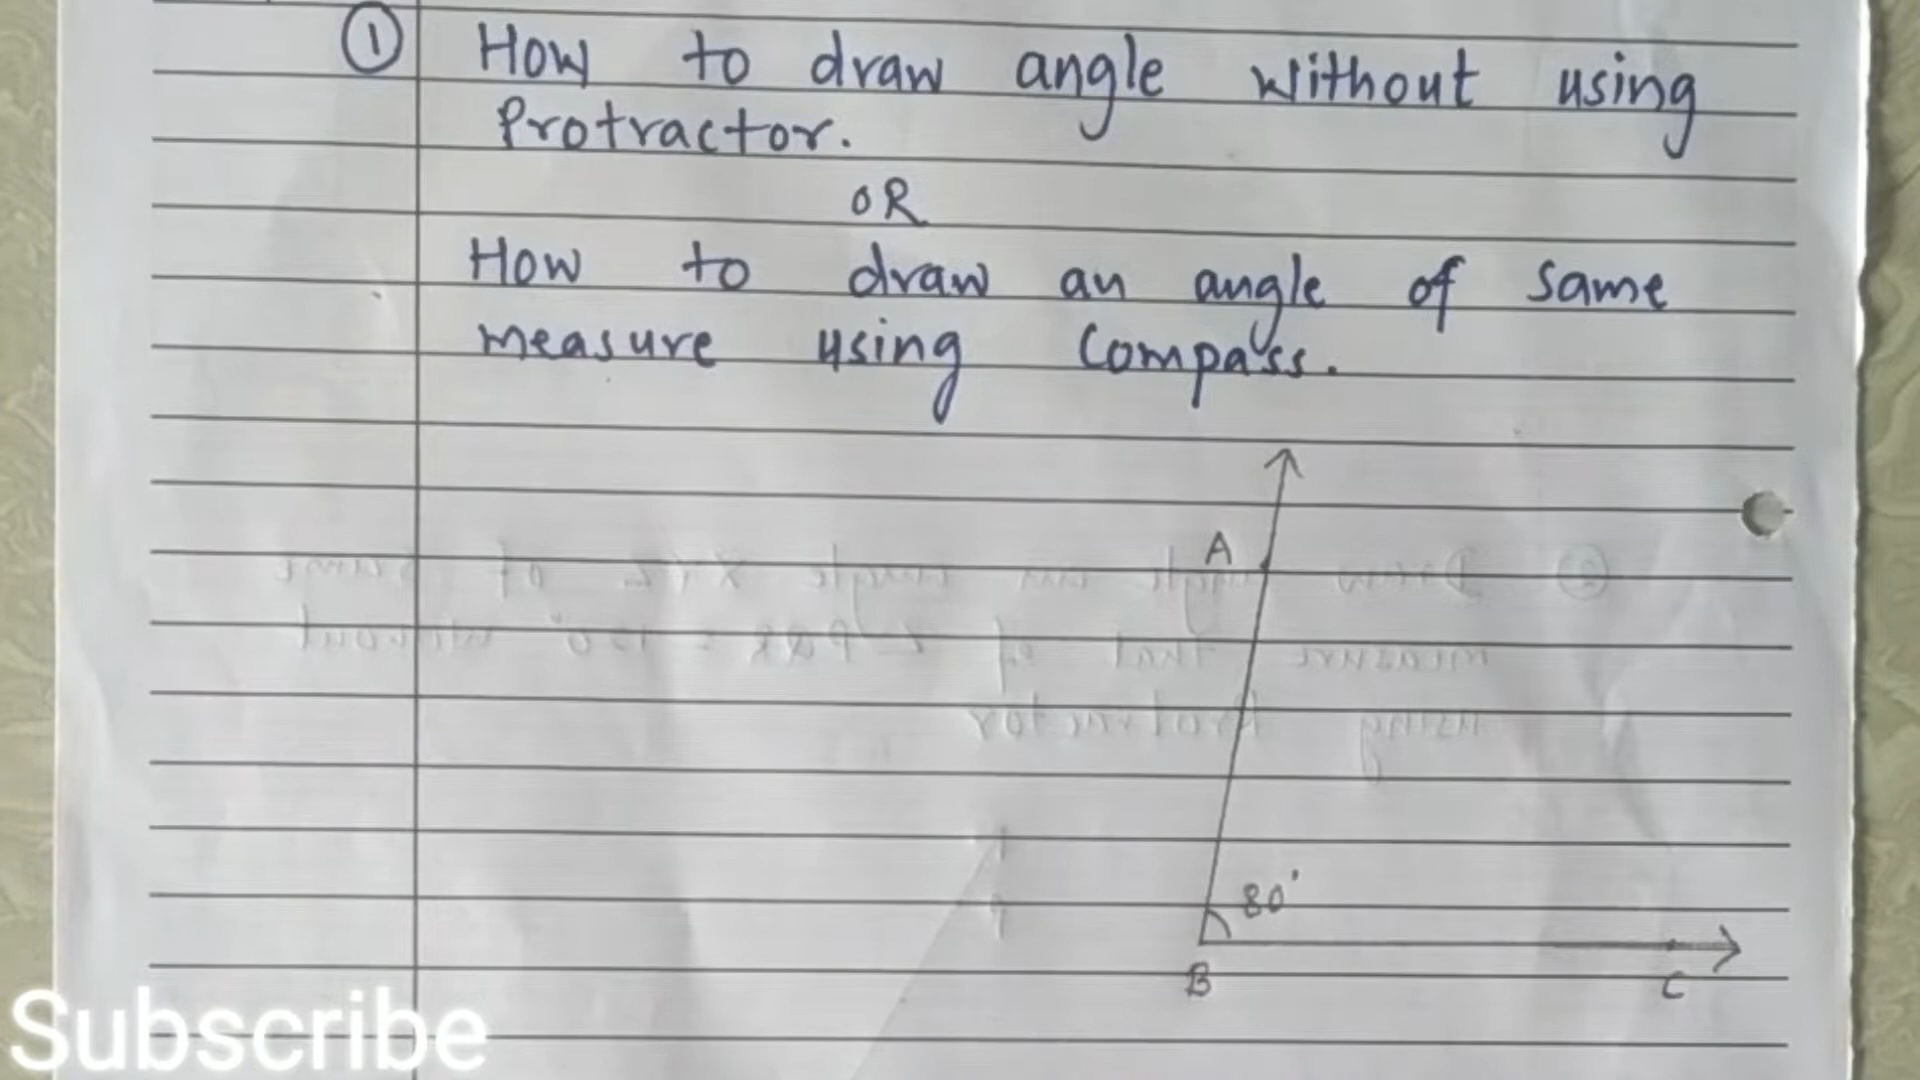 ① How to draw angle without using
Protractor.
OR
How to draw an angle of same
measure using Compass.
A
80°
B
C
Subscribe